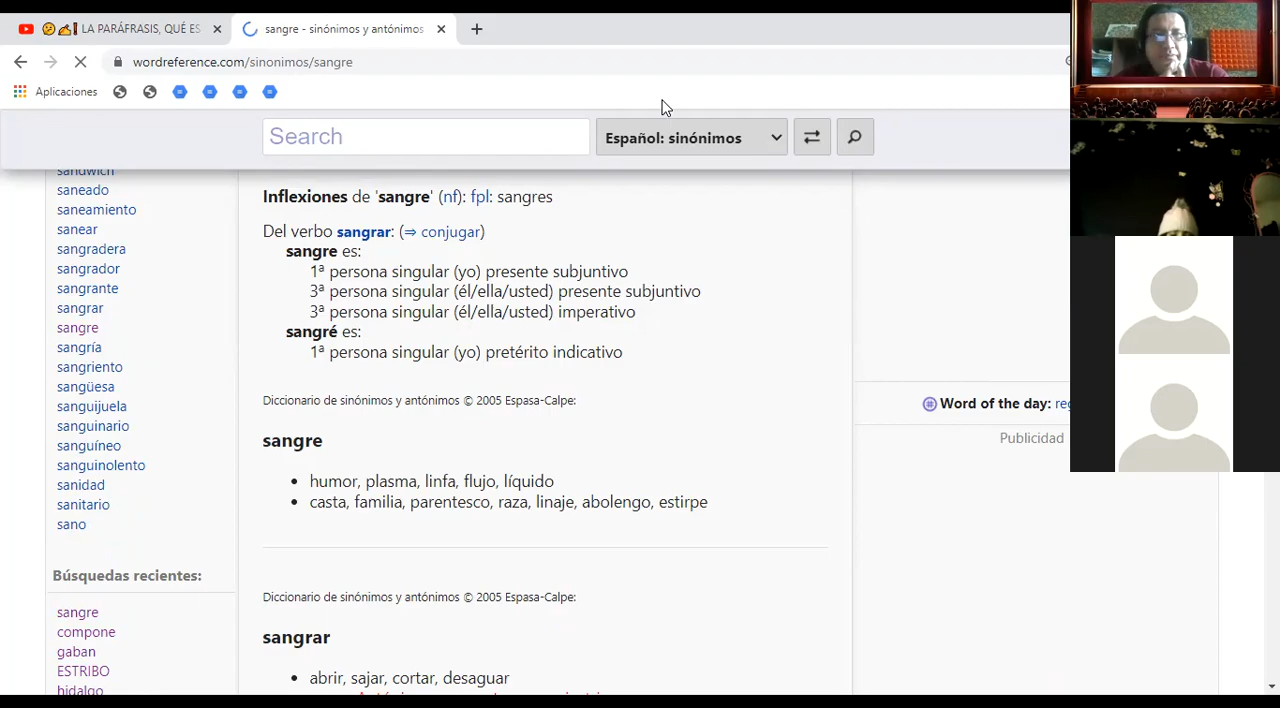 LA PARÁFRASIS, QUÉ ES
sangre - sinónimos y antónimos
wordreference.com/sinonimos/sangre
Aplicaciones
Search
Español: sinónimos
sandwich
saneado
saneamiento
sanear
sangradera
sangrador
sangrante
sangrar
sangre
sangría
sangriento
sangüesa
sanguijuela
sanguinario
sanguíneo
sanguinolento
sanidad
sanitario
sano
Búsquedas recientes:
sangre
compone
gaban
ESTRIBO
hidalgo
Inflexiones de 'sangre' (nf): fpl: sangres
Del verbo sangrar: (⇒ conjugar)
sangre es:
1ª persona singular (yo) presente subjuntivo
3ª persona singular (él/ella/usted) presente subjuntivo
3ª persona singular (él/ella/usted) imperativo
sangré es:
1ª persona singular (yo) pretérito indicativo
Diccionario de sinónimos y antónimos © 2005 Espasa-Calpe:
sangre
• humor, plasma, linfa, flujo, líquido
• casta, familia, parentesco, raza, linaje, abolengo, estirpe
Diccionario de sinónimos y antónimos © 2005 Espasa-Calpe:
sangrar
• abrir, sajar, cortar, desaguar
Word of the day:
Publicidad